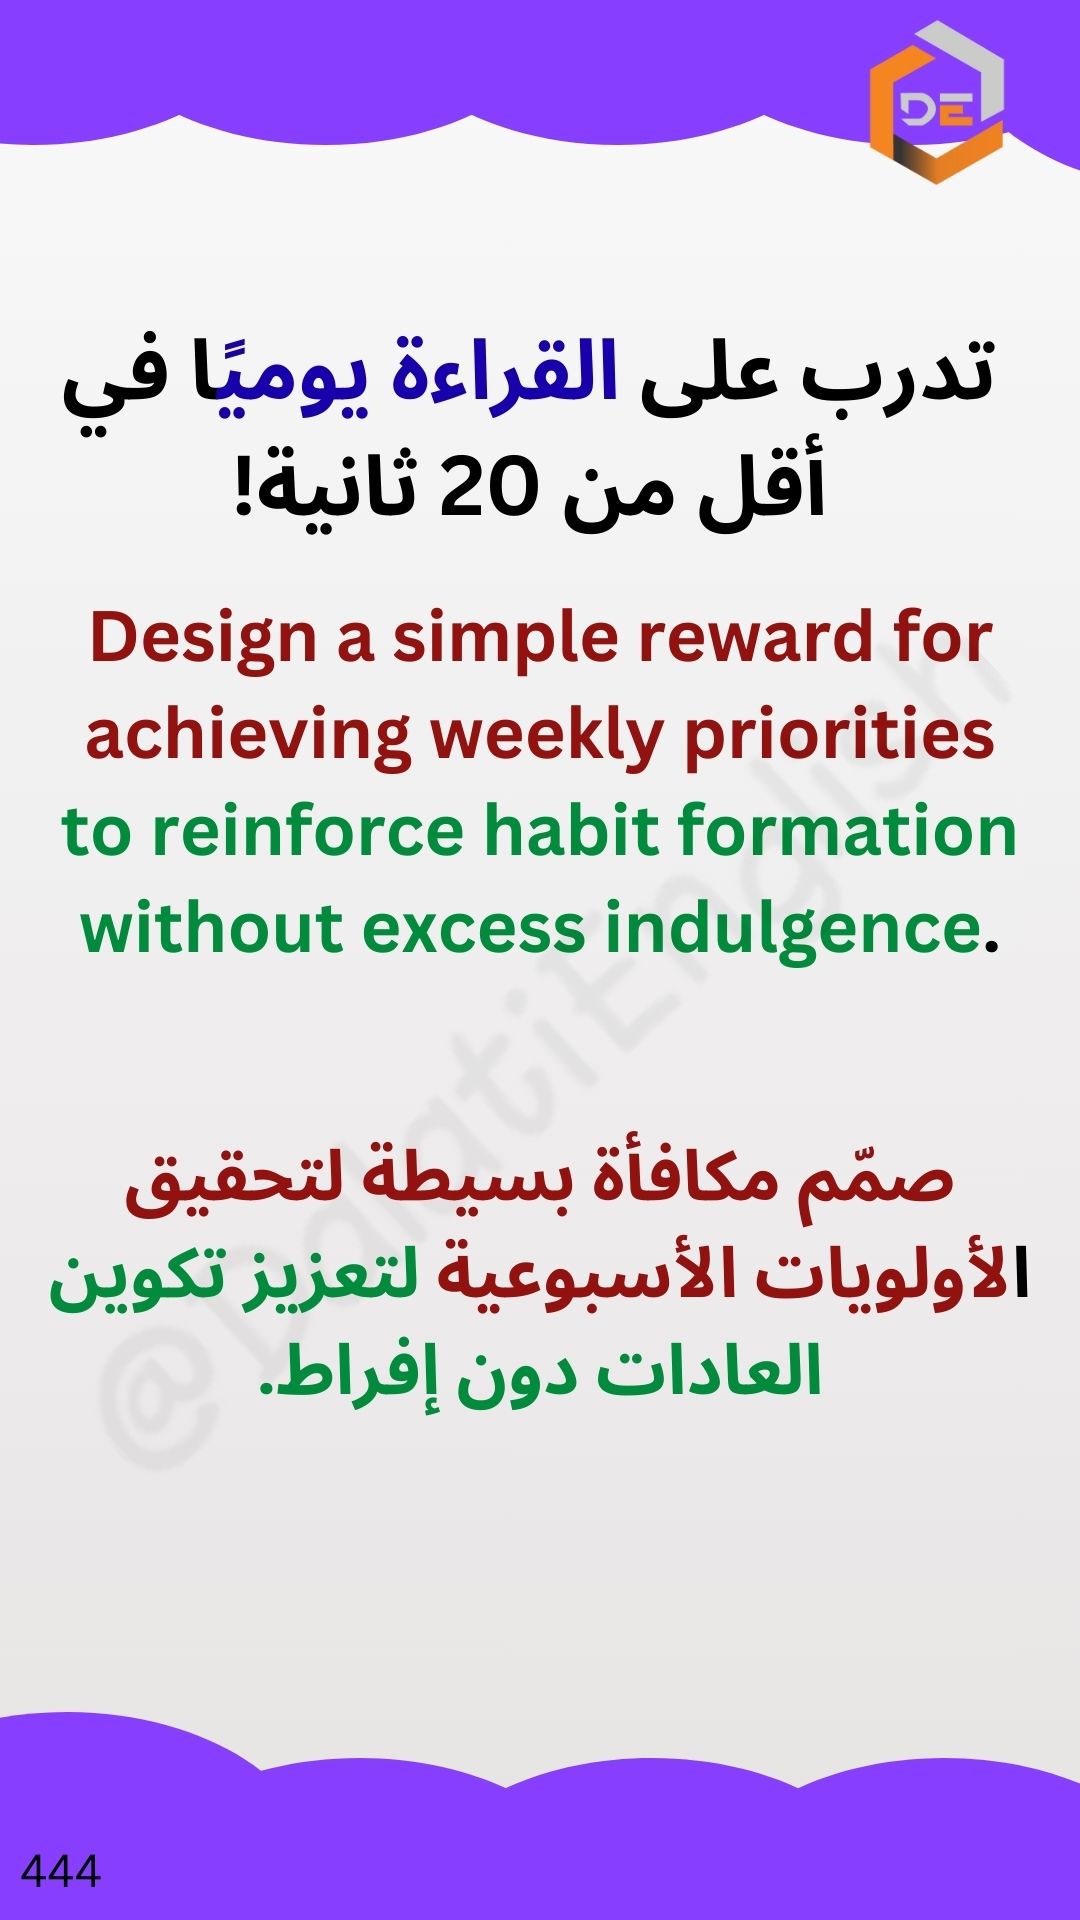 DE
تدرب على القراءة يوميًا في
أقل من 20 ثانية!
Design a simple reward for
achieving weekly priorities
to reinforce habit formation
without excess indulgence.
@DalatiEnglish
صمّم مكافأة بسيطة لتحقيق
الأولويات الأسبوعية لتعزيز تكوين
العادات دون إفراط.
444